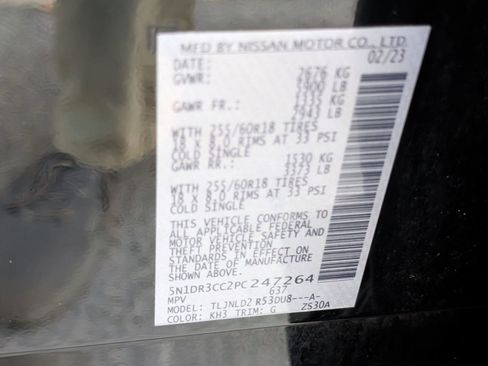 MFD BY NISSAN MOTOR CO., LTD.
DATE: 02/23
GVWR: 2676 KG
5900 LB
GAWR FR.: 1335 KG
2943 LB
WITH 255/60R18 TIRES
18 X 8.0 RIMS AT 33 PSI
COLD SINGLE
GAWR RR.: 1530 KG
3373 LB
WITH 255/60R18 TIRES
18 X 8.0 RIMS AT 33 PSI
COLD SINGLE
THIS VEHICLE CONFORMS TO
ALL APPLICABLE FEDERAL
MOTOR VEHICLE SAFETY AND
THEFT PREVENTION
STANDARDS IN EFFECT ON
THE DATE OF MANUFACTURE
SHOWN ABOVE.
5N1DR3CC2PC247264
637
MPV
MODEL: TLJNLD2 R53DU8---A-
COLOR: KH3 TRIM: G ZS30A